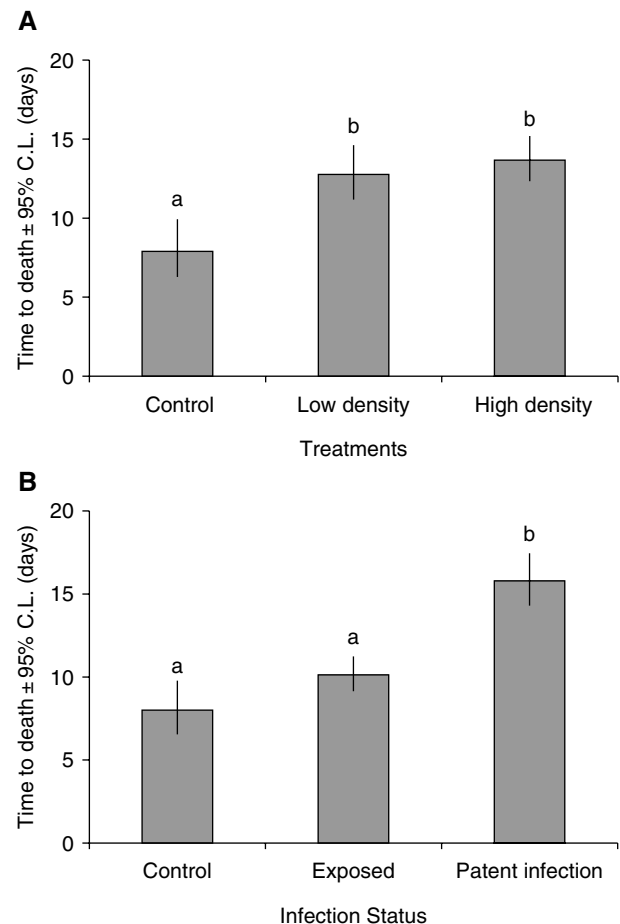 A
Time to death ± 95% C.L. (days)
20
15
10
5
0
a
b
b
Control
Low density
High density
Treatments
B
Time to death ± 95% C.L. (days)
20
15
10
5
0
a
a
b
Control
Exposed
Patent infection
Infection Status